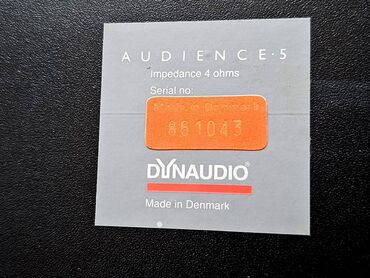 AUDIENCE·5
Impedance 4 ohms
Serial no:
Made in Denmark
861043
DYNAUDIO
Made in Denmark